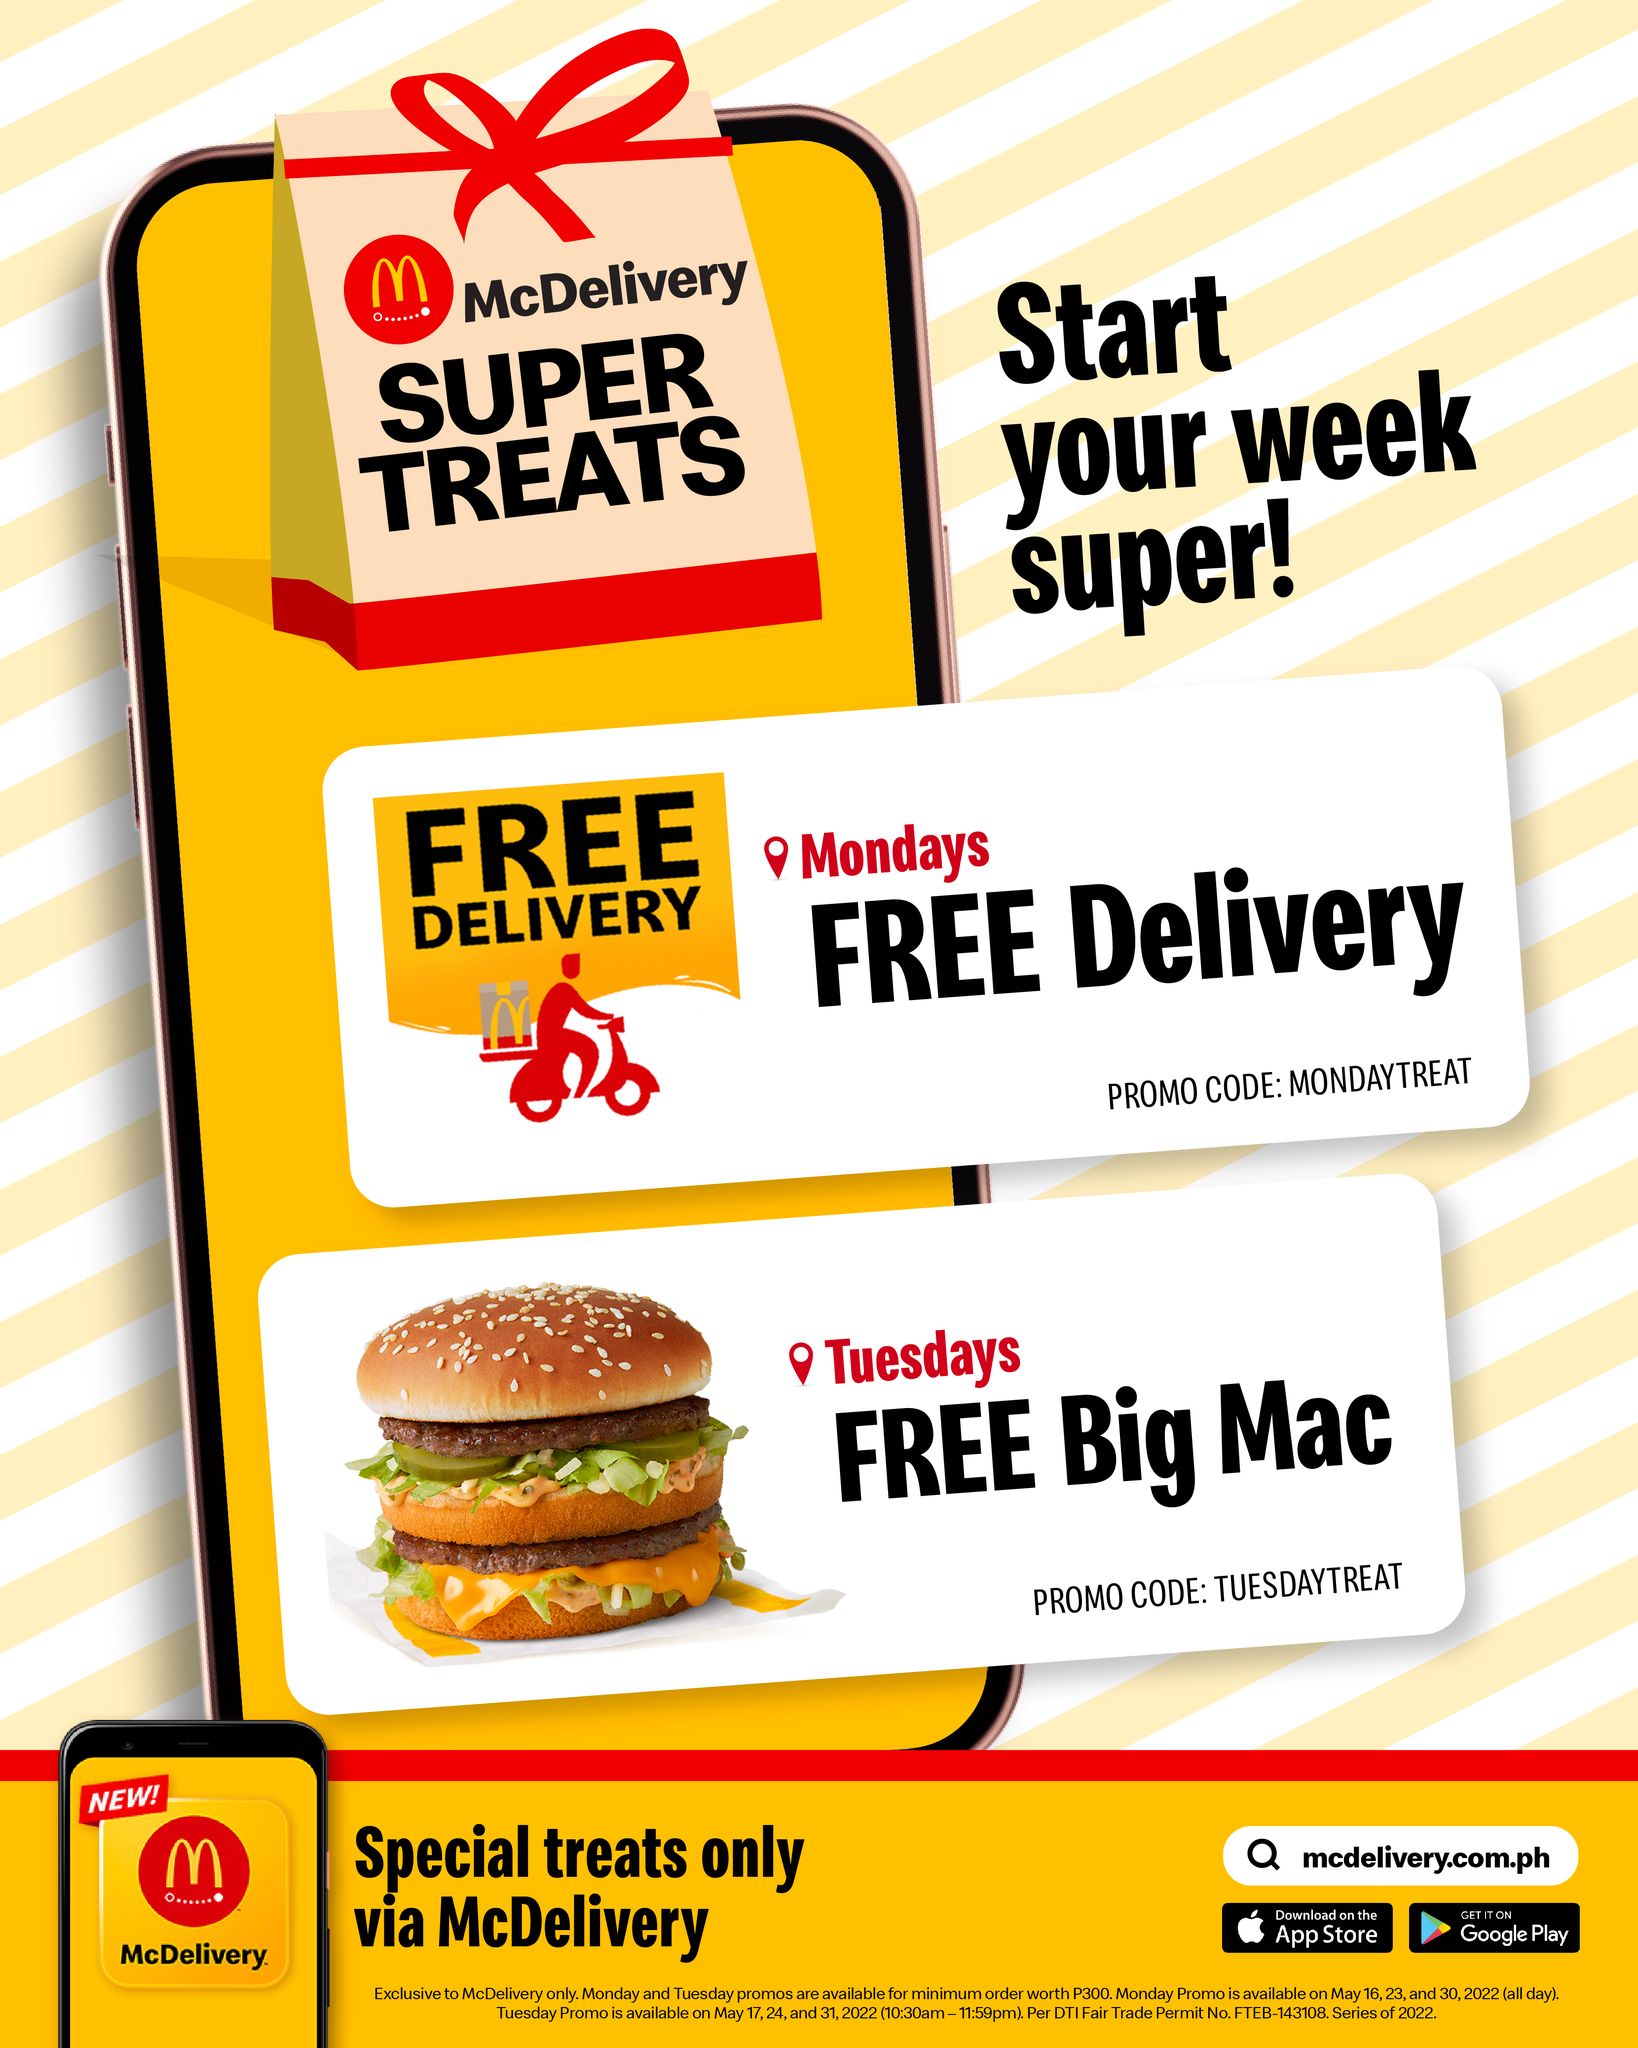 McDelivery
SUPER
TREATS
Start
your week
super!
FREE
DELIVERY
Mondays
FREE Delivery
PROMO CODE: MONDAYTREAT
Tuesdays
FREE Big Mac
PROMO CODE: TUESDAYTREAT
NEW!
McDelivery™
Special treats only
via McDelivery
mcdelivery.com.ph
Download on the
App Store
GET IT ON
Google Play
Exclusive to McDelivery only. Monday and Tuesday promos are available for minimum order worth P300. Monday Promo is available on May 16, 23, and 30, 2022 (all day).
Tuesday Promo is available on May 17, 24, and 31, 2022 (10:30am – 11:59pm). Per DTI Fair Trade Permit No. FTEB-143108. Series of 2022.